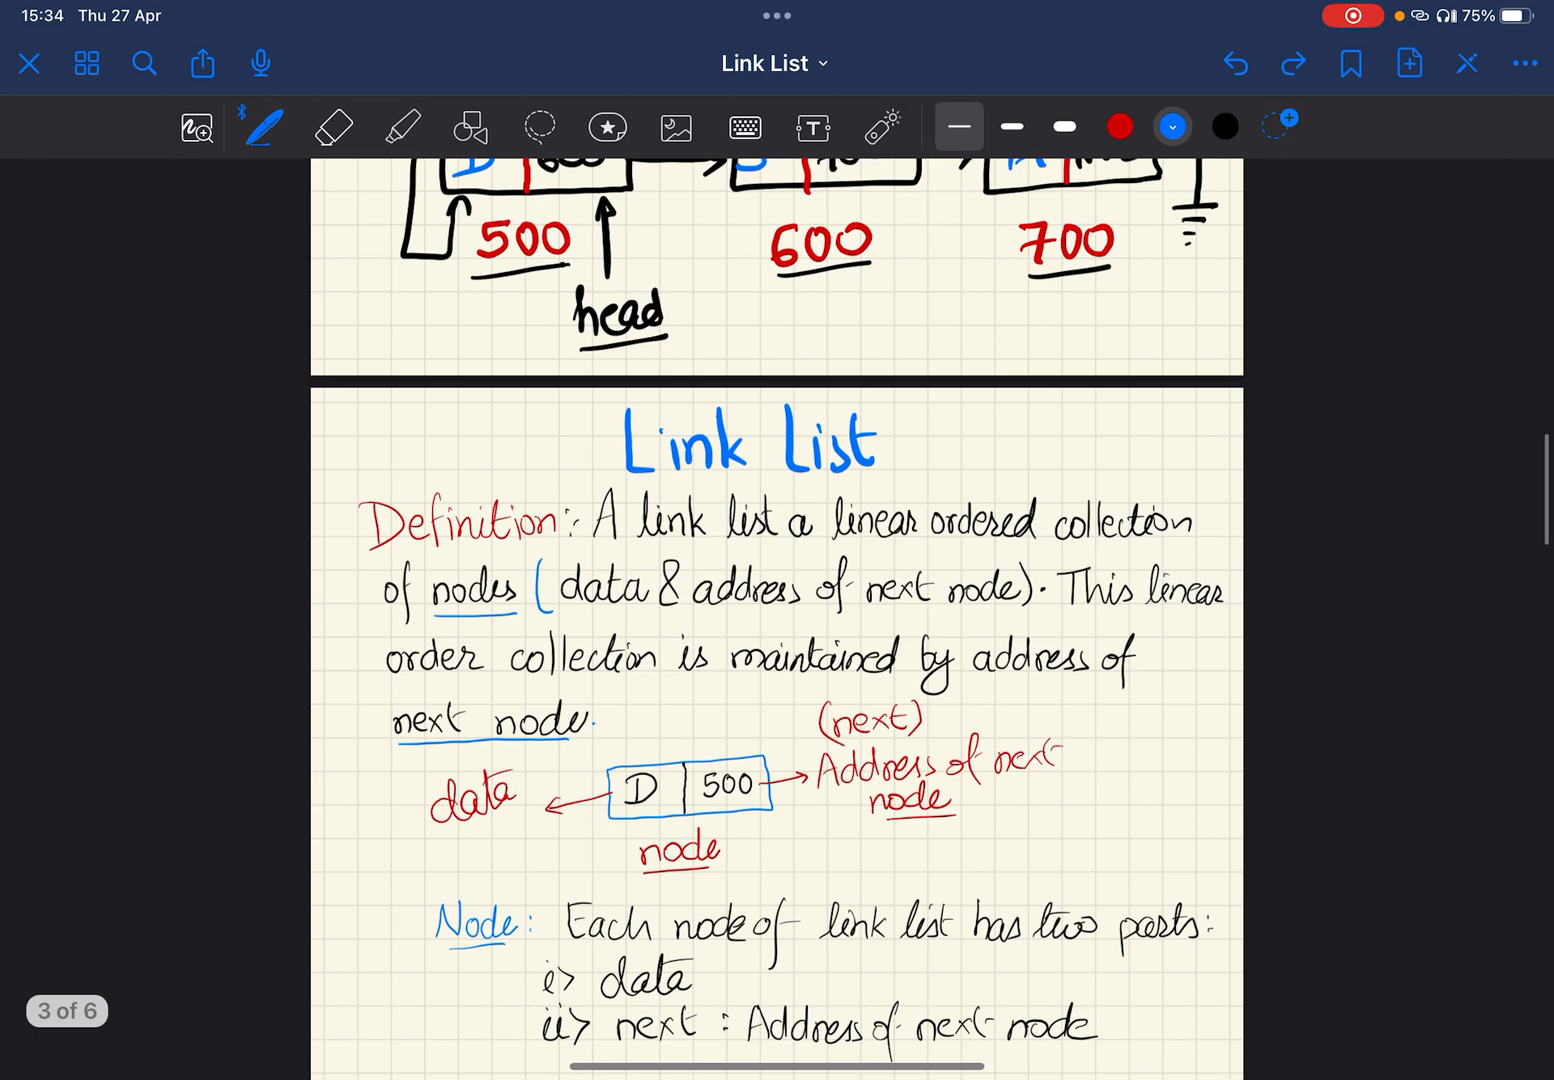 15:34 Thu 27 Apr
75%
Link List
D 600
500
600
700
head
Link List
Definition: A link list a linear ordered collection
of nodes (data & address of next node). This linear
order collection is maintained by address of
next node.
(next)
data
D 500
Address of next
node
node
Node: Each node of link list has two parts:
i> data
ii> next : Address of next node
3 of 6